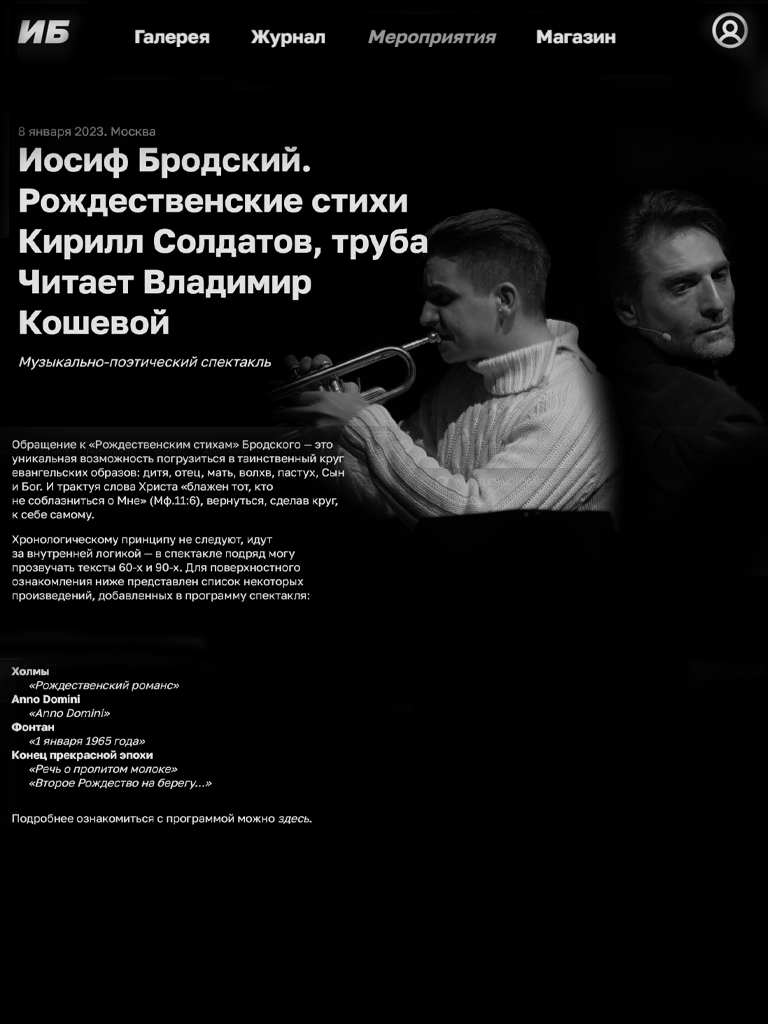 ИБ
Галерея Журнал Мероприятия Магазин
8 января 2023. Москва
Иосиф Бродский.
Рождественские стихи
Кирилл Солдатов, труба
Читает Владимир
Кошевой
Музыкально-поэтический спектакль
Обращение к «Рождественским стихам» Бродского — это
уникальная возможность погрузиться в таинственный круг
евангельских образов: дитя, отец, мать, волхв, пастух, Сын
и Бог. И трактуя слова Христа «блажен тот, кто
не соблазниться о Мне» (Мф.11:6), вернуться, сделав круг,
к себе самому.
Хронологическому принципу не следуют, идут
за внутренней логикой — в спектакле подряд могу
прозвучать тексты 60-х и 90-х. Для поверхностного
ознакомления ниже представлен список некоторых
произведений, добавленных в программу спектакля:
Холмы
«Рождественский романс»
Anno Domini
«Anno Domini»
Фонтан
«1 января 1965 года»
Конец прекрасной эпохи
«Речь о пролитом молоке»
«Второе Рождество на берегу...»
Подробнее ознакомиться с программой можно здесь.